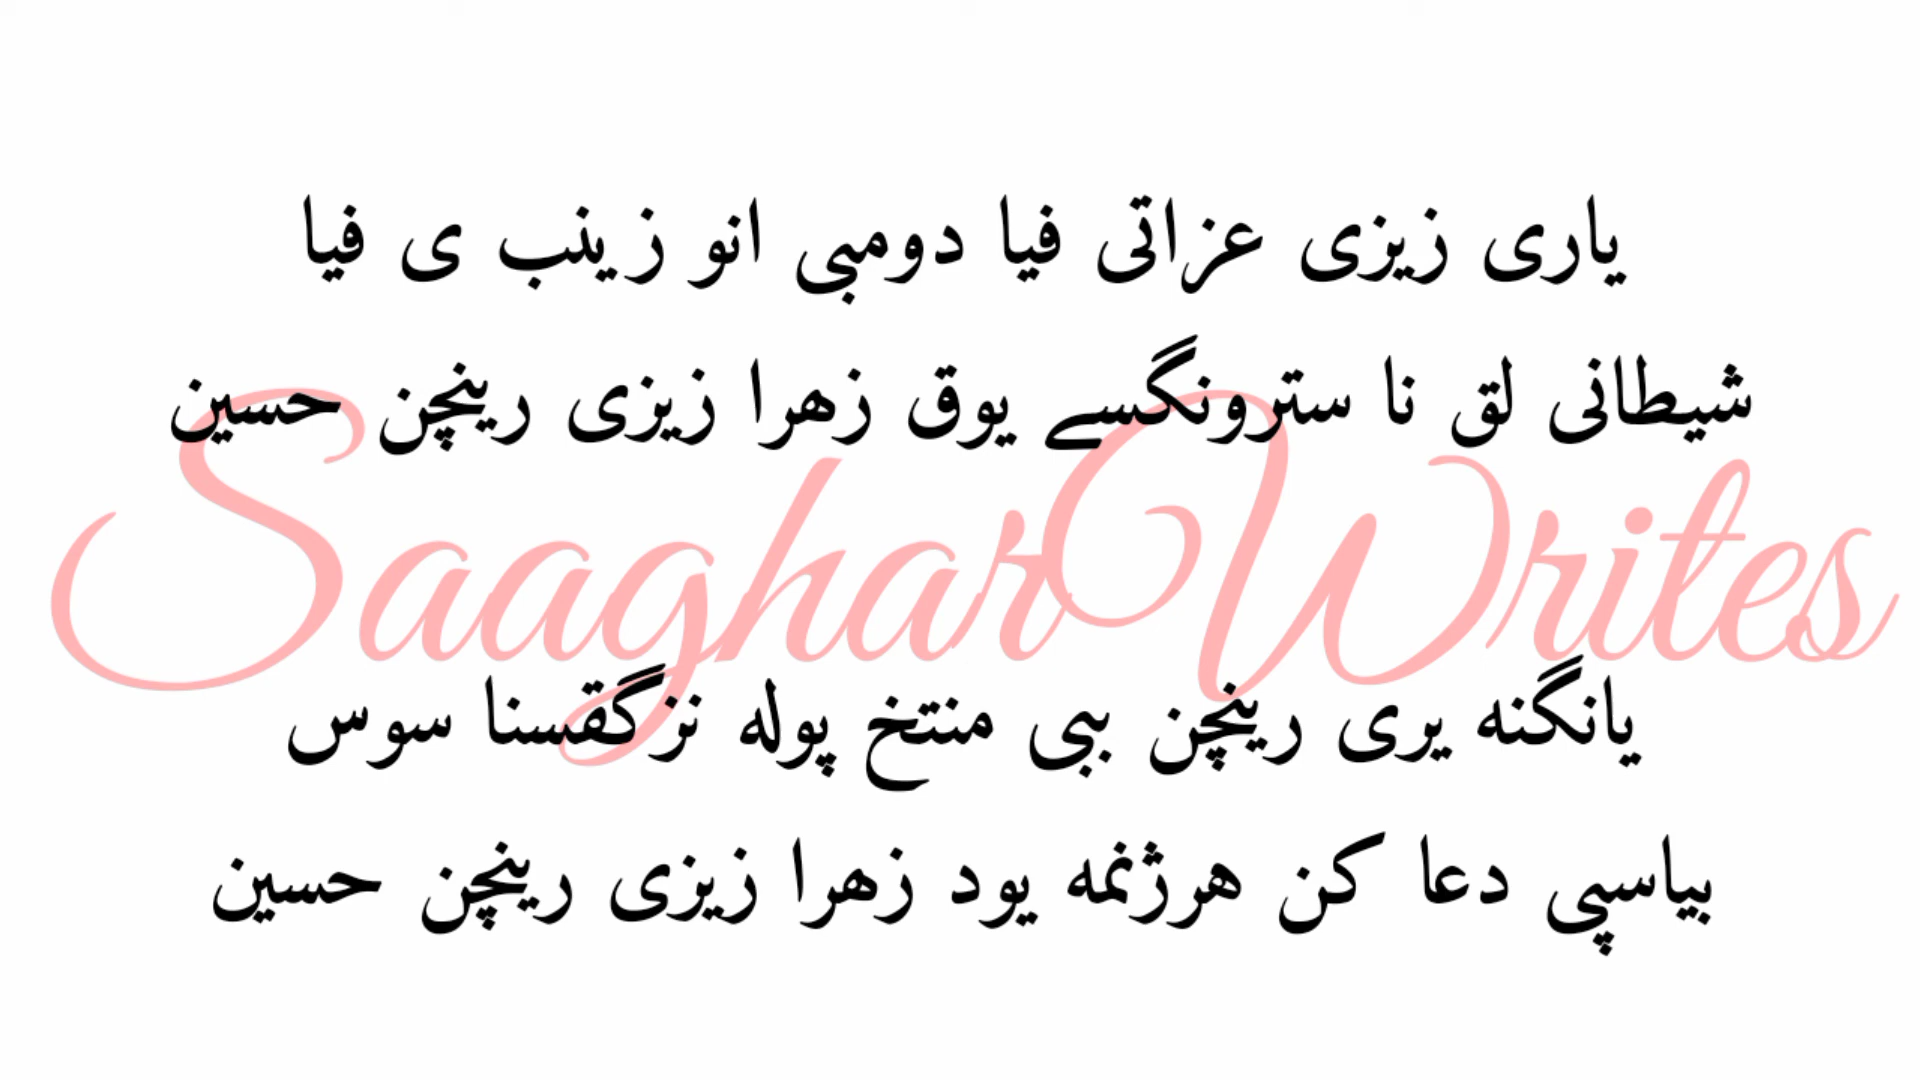 یاری زیزی عزاتی فیا دومبی انو زینب ی فیا
شیطانی لق نا سترونگسے یوق زهرا زیزی رینچن حسین
SaagharWrites
یانگنه یری رینچن ببی منتخ پوله نزگقسنا سوس
بیاسپی دعا کن هرژنمه یود زهرا زیزی رینچن حسین